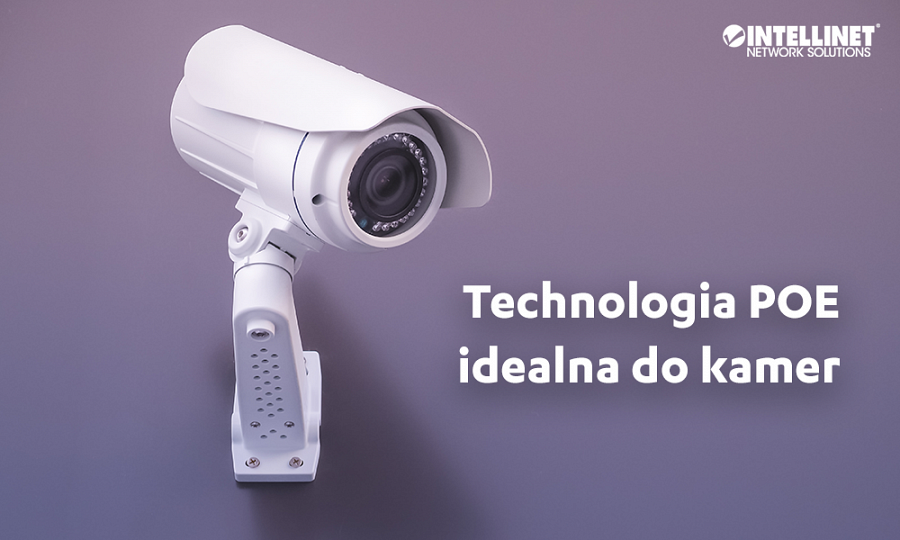 INTELLINET
NETWORK SOLUTIONS
Technologia POE
idealna do kamer